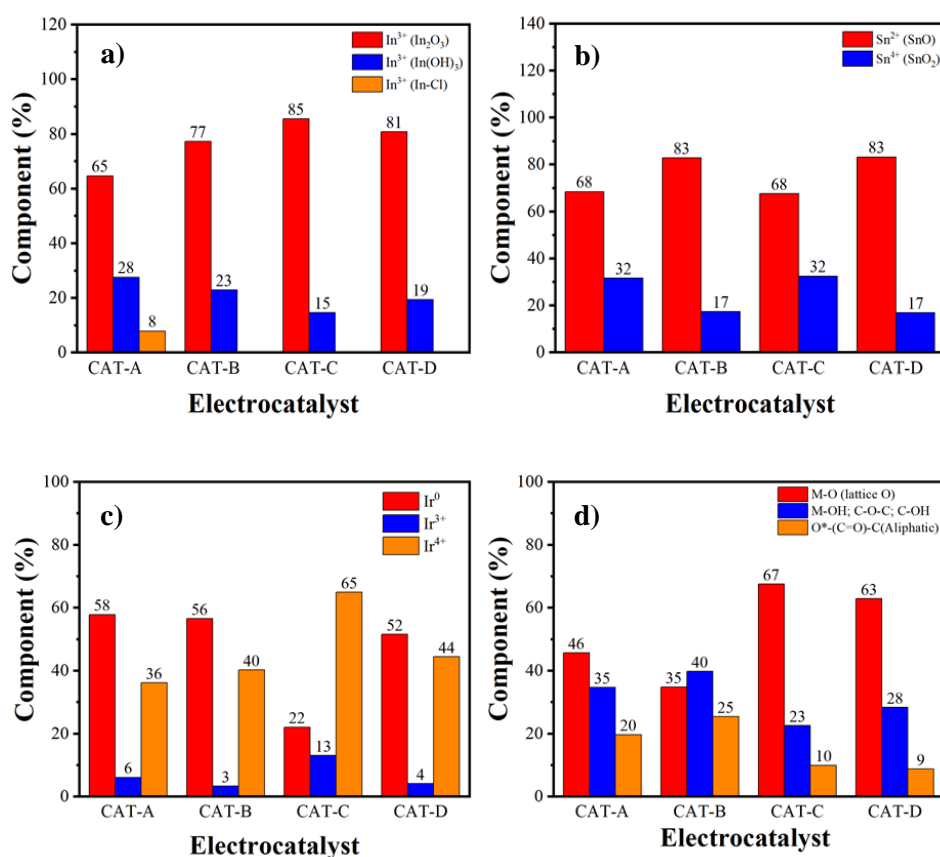 a)
In³⁺ (In₂O₃)
In³⁺ (In(OH)₃)
In³⁺ (In-Cl)
Component (%)
120
100
80
60
40
20
0
65
28
8
77
23
85
15
81
19
CAT-A CAT-B CAT-C CAT-D
Electrocatalyst
b)
Sn²⁺ (SnO)
Sn⁴⁺ (SnO₂)
Component (%)
140
120
100
80
60
40
20
0
68
32
83
17
68
32
83
17
CAT-A CAT-B CAT-C CAT-D
Electrocatalyst
c)
Ir⁰
Ir³⁺
Ir⁴⁺
Component (%)
100
80
60
40
20
0
58
6
36
56
3
40
22
13
65
52
4
44
CAT-A CAT-B CAT-C CAT-D
Electrocatalyst
d)
M-O (lattice O)
M-OH; C-O-C; C-OH
O*-(C=O)-C(Aliphatic)
Component (%)
100
80
60
40
20
0
46
35
20
35
40
25
67
23
10
63
28
9
CAT-A CAT-B CAT-C CAT-D
Electrocatalyst